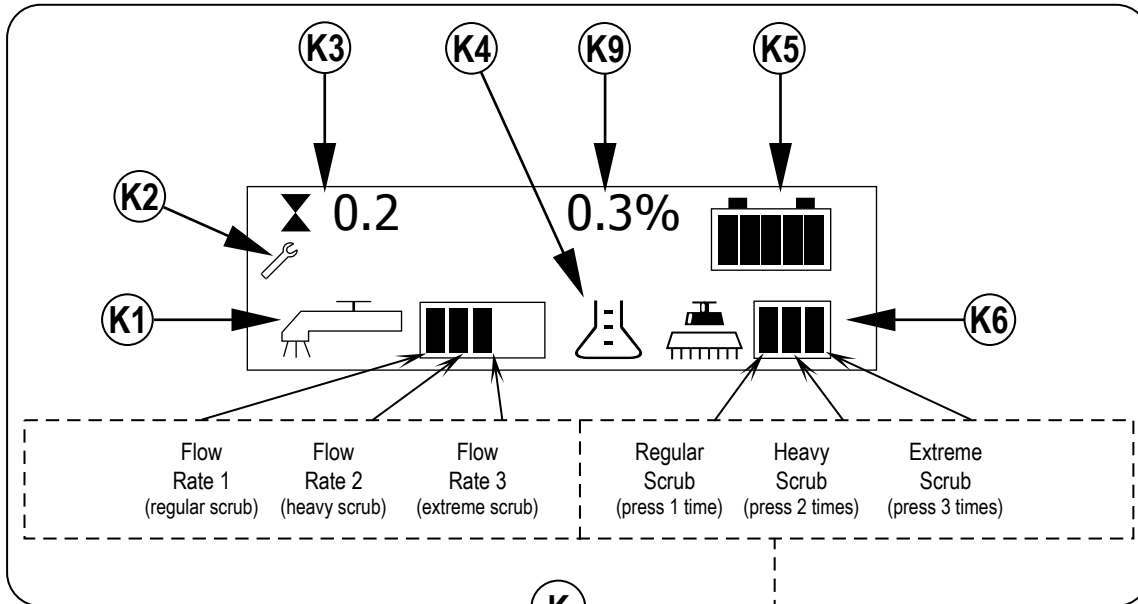 K3 K4 K9 K5
K2 0.2 0.3%
K1 K6
Flow Rate 1 (regular scrub)
Flow Rate 2 (heavy scrub)
Flow Rate 3 (extreme scrub)
Regular Scrub (press 1 time)
Heavy Scrub (press 2 times)
Extreme Scrub (press 3 times)
K